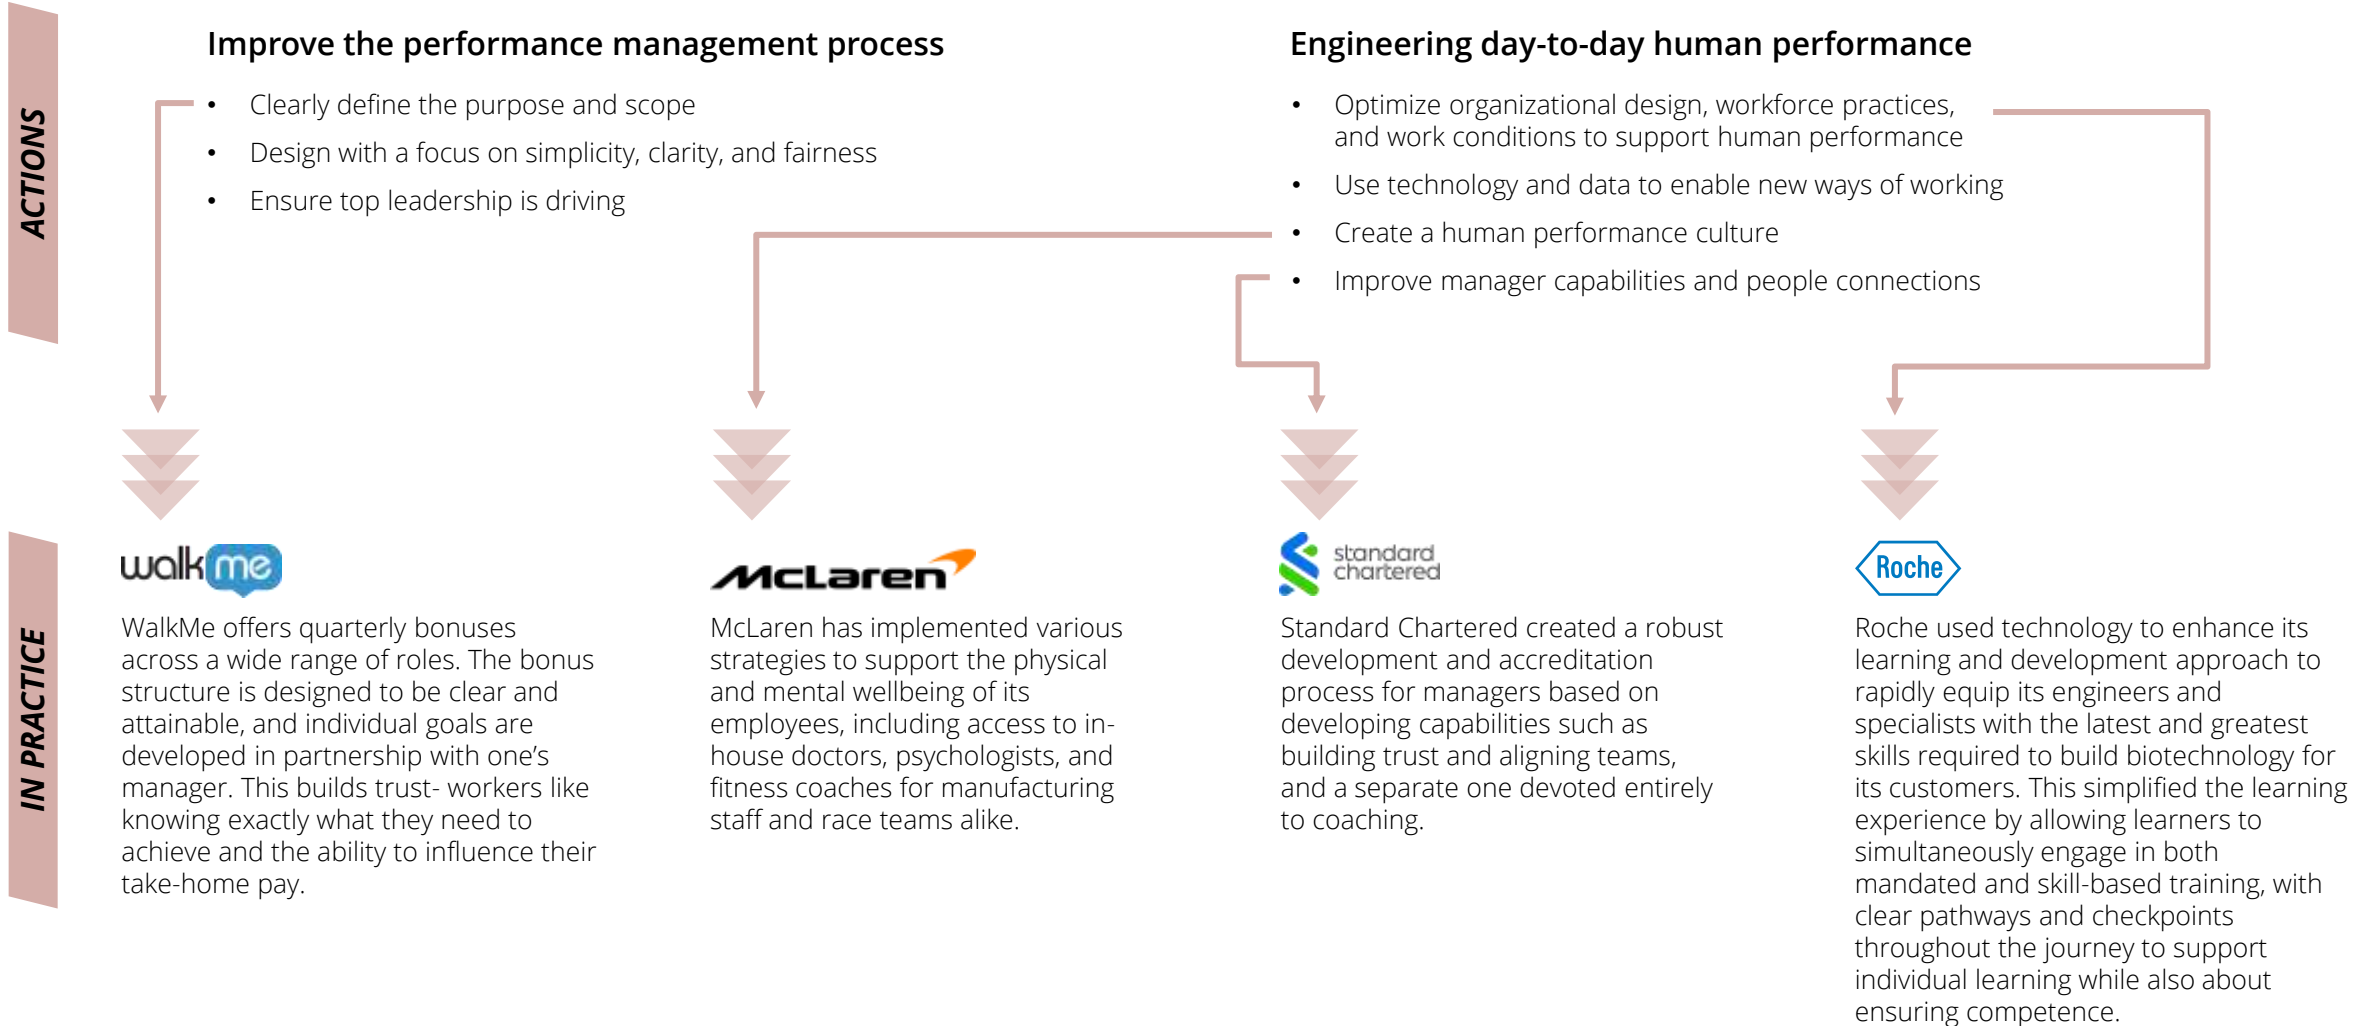 ACTIONS
Improve the performance management process
• Clearly define the purpose and scope
• Design with a focus on simplicity, clarity, and fairness
• Ensure top leadership is driving
Engineering day-to-day human performance
• Optimize organizational design, workforce practices,
and work conditions to support human performance
• Use technology and data to enable new ways of working
• Create a human performance culture
• Improve manager capabilities and people connections
IN PRACTICE
walkme
WalkMe offers quarterly bonuses
across a wide range of roles. The bonus
structure is designed to be clear and
attainable, and individual goals are
developed in partnership with one’s
manager. This builds trust- workers like
knowing exactly what they need to
achieve and the ability to influence their
take-home pay.
McLaren
McLaren has implemented various
strategies to support the physical
and mental wellbeing of its
employees, including access to in-
house doctors, psychologists, and
fitness coaches for manufacturing
staff and race teams alike.
standard
chartered
Standard Chartered created a robust
development and accreditation
process for managers based on
developing capabilities such as
building trust and aligning teams,
and a separate one devoted entirely
to coaching.
Roche
Roche used technology to enhance its
learning and development approach to
rapidly equip its engineers and
specialists with the latest and greatest
skills required to build biotechnology for
its customers. This simplified the learning
experience by allowing learners to
simultaneously engage in both
mandated and skill-based training, with
clear pathways and checkpoints
throughout the journey to support
individual learning while also about
ensuring competence.